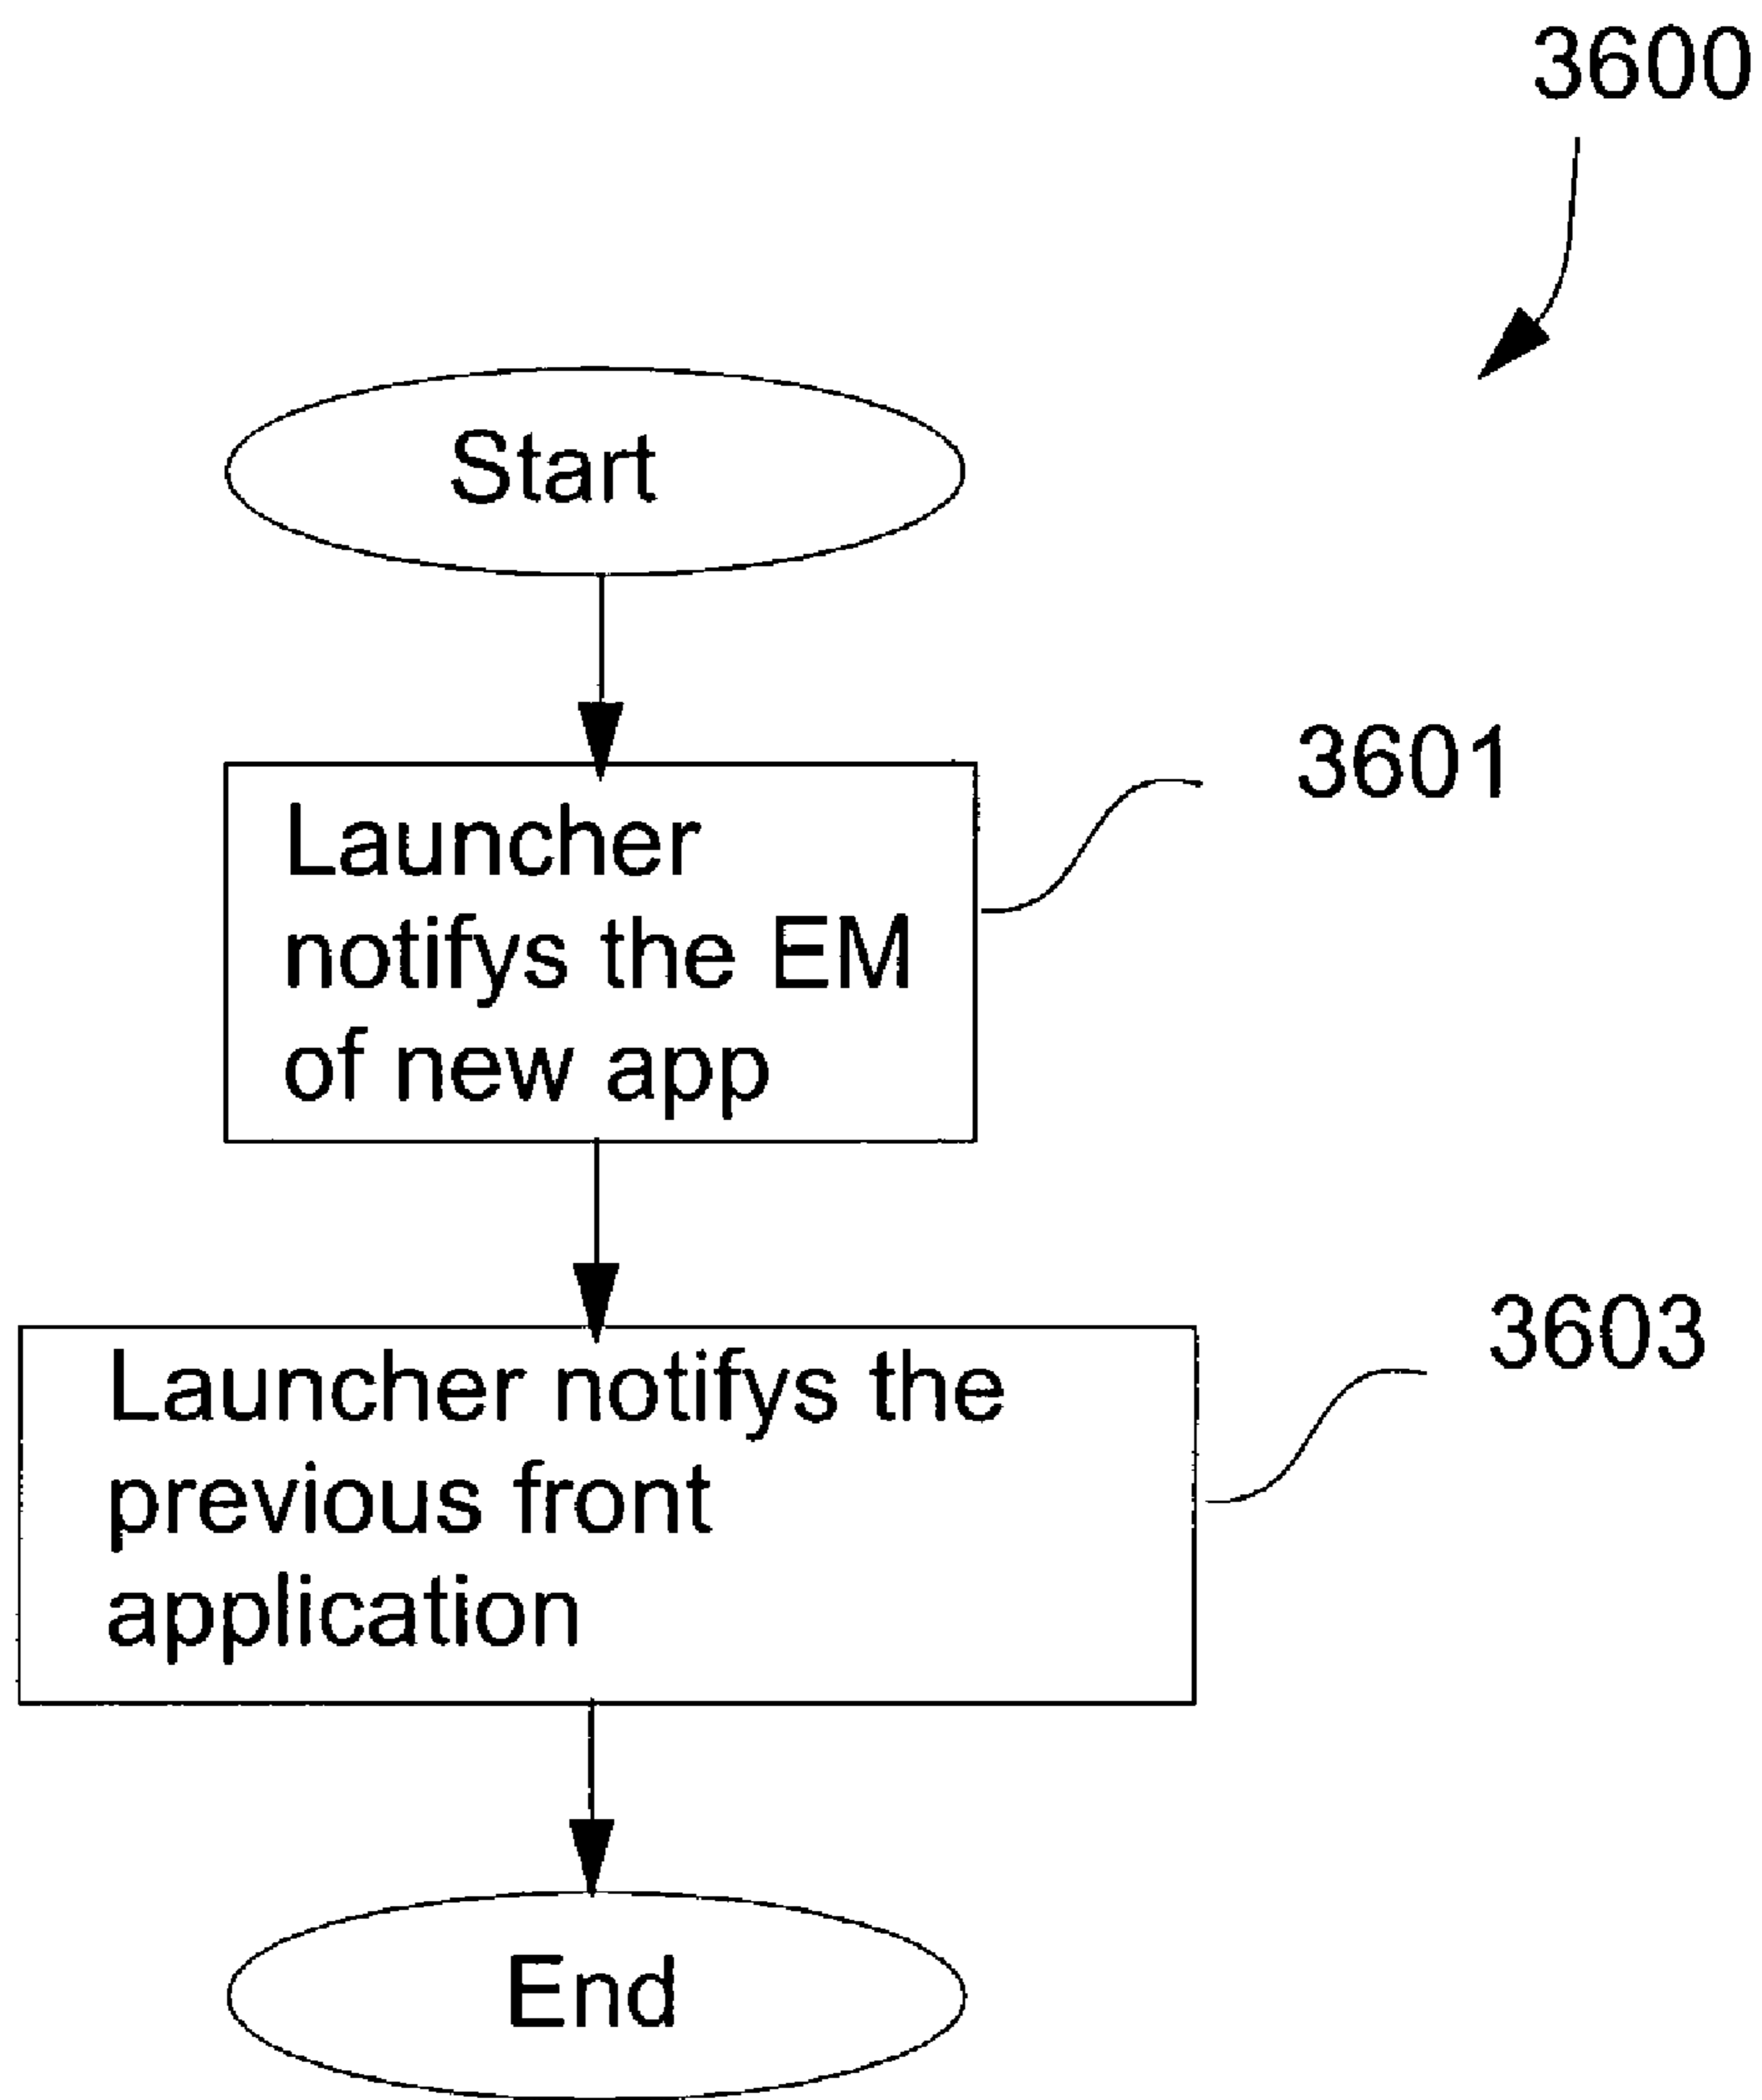 3600
Start
Launcher
notifys the EM
of new app
3601
Launcher notifys the
previous front
application
3603
End